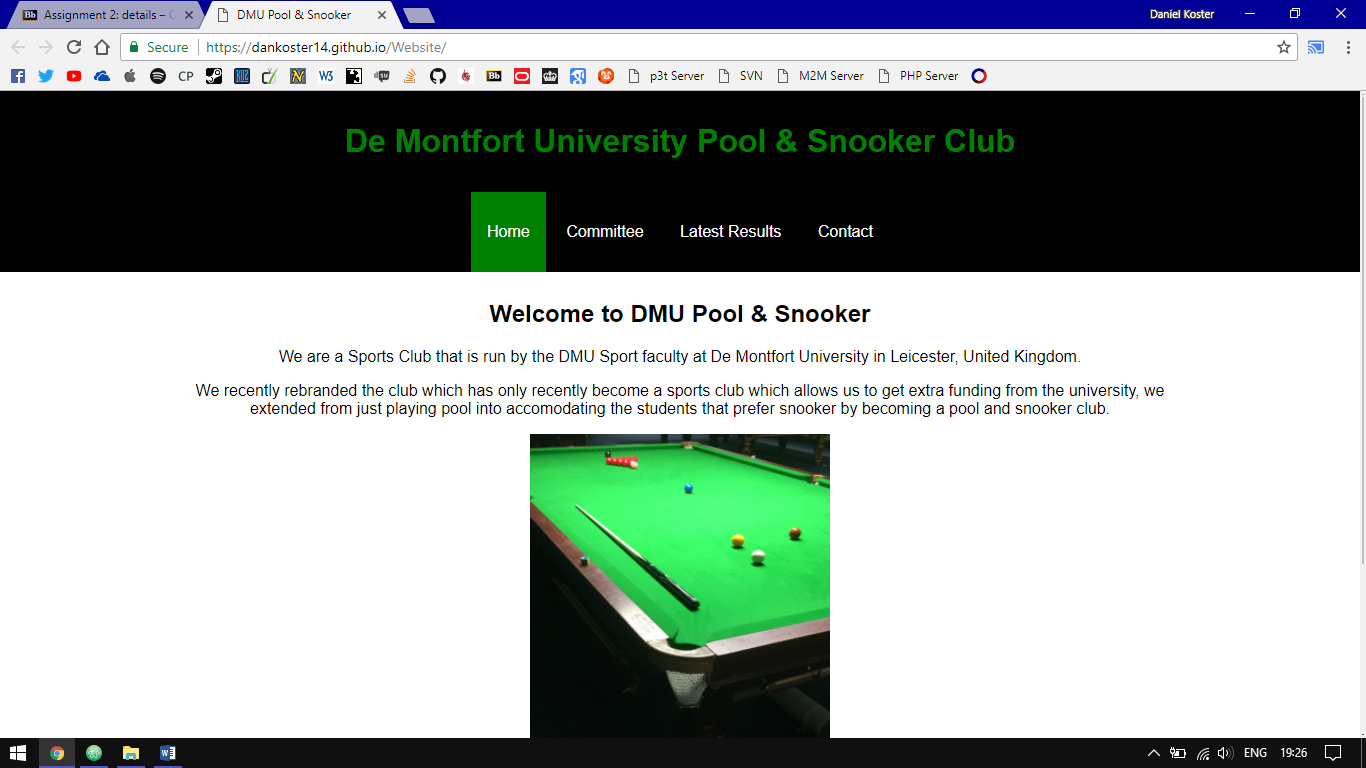 Assignment 2: details – C
DMU Pool & Snooker
Daniel Koster
Secure
https://dankoster14.github.io/Website/
CP
W3
Bb
p3t Server
SVN
M2M Server
PHP Server
De Montfort University Pool & Snooker Club
Home
Committee
Latest Results
Contact
Welcome to DMU Pool & Snooker
We are a Sports Club that is run by the DMU Sport faculty at De Montfort University in Leicester, United Kingdom.
We recently rebranded the club which has only recently become a sports club which allows us to get extra funding from the university, we
extended from just playing pool into accomodating the students that prefer snooker by becoming a pool and snooker club.
ENG
19:26